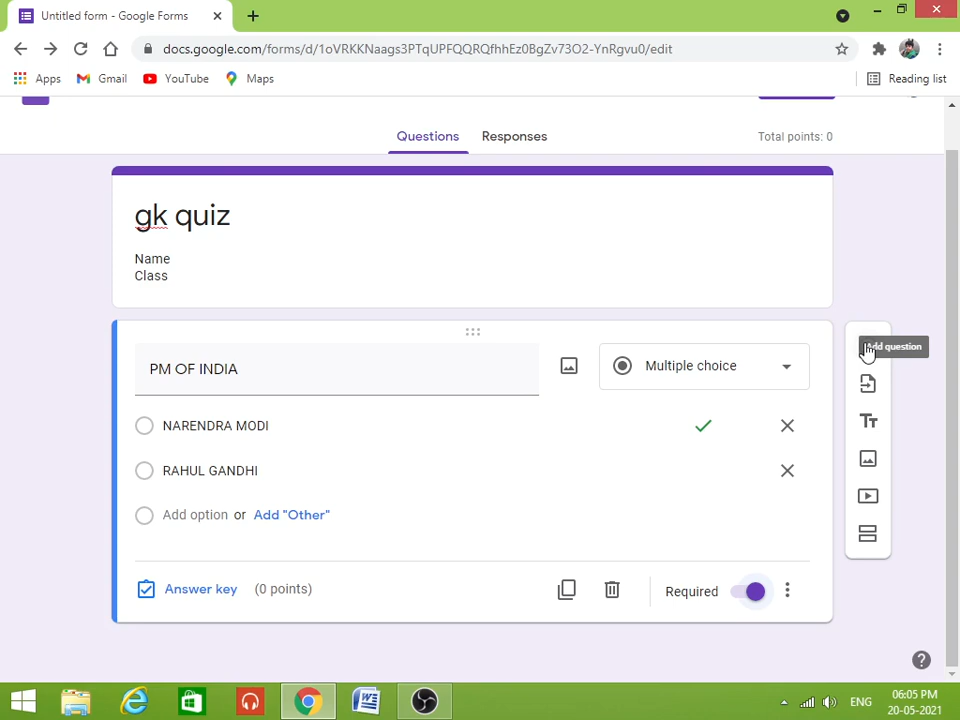 Untitled form - Google Forms
docs.google.com/forms/d/1oVRKKNaags3PTqUPFQQRQfhhEz0BgZv73O2-YnRgvu0/edit
Apps Gmail YouTube Maps Reading list
Questions Responses Total points: 0
gk quiz
Name
Class
Add question
PM OF INDIA Multiple choice
NARENDRA MODI
RAHUL GANDHI
Add option or Add "Other"
Answer key (0 points) Required
ENG 06:05 PM
20-05-2021